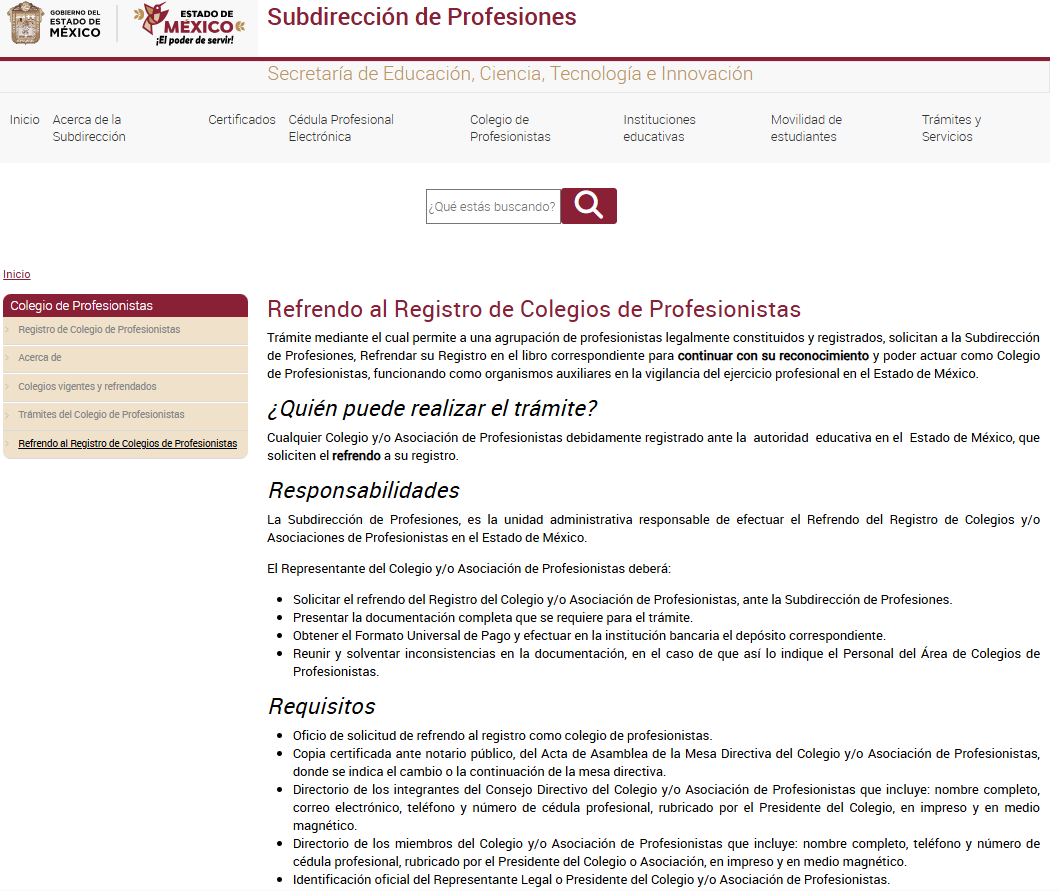 GOBIERNO DEL
ESTADO DE
MÉXICO
ESTADO DE
MÉXICO
¡El poder de servir!
Subdirección de Profesiones
Secretaría de Educación, Ciencia, Tecnología e Innovación
Inicio
Acerca de la
Subdirección
Certificados
Cédula Profesional
Electrónica
Colegio de
Profesionistas
Instituciones
educativas
Movilidad de
estudiantes
Trámites y
Servicios
¿Qué estás buscando?
Inicio
Colegio de Profesionistas
Registro de Colegio de Profesionistas
Acerca de
Colegios vigentes y refrendados
Trámites del Colegio de Profesionistas
Refrendo al Registro de Colegios de Profesionistas
Refrendo al Registro de Colegios de Profesionistas
Trámite mediante el cual permite a una agrupación de profesionistas legalmente constituidos y registrados, solicitan a la Subdirección
de Profesiones, Refrendar su Registro en el libro correspondiente para continuar con su reconocimiento y poder actuar como Colegio
de Profesionistas, funcionando como organismos auxiliares en la vigilancia del ejercicio profesional en el Estado de México.
¿Quién puede realizar el trámite?
Cualquier Colegio y/o Asociación de Profesionistas debidamente registrado ante la autoridad educativa en el Estado de México, que
soliciten el refrendo a su registro.
Responsabilidades
La Subdirección de Profesiones, es la unidad administrativa responsable de efectuar el Refrendo del Registro de Colegios y/o
Asociaciones de Profesionistas en el Estado de México.
El Representante del Colegio y/o Asociación de Profesionistas deberá:
• Solicitar el refrendo del Registro del Colegio y/o Asociación de Profesionistas, ante la Subdirección de Profesiones.
• Presentar la documentación completa que se requiere para el trámite.
• Obtener el Formato Universal de Pago y efectuar en la institución bancaria el depósito correspondiente.
• Reunir y solventar inconsistencias en la documentación, en el caso de que así lo indique el Personal del Área de Colegios de
Profesionistas.
Requisitos
• Oficio de solicitud de refrendo al registro como colegio de profesionistas.
• Copia certificada ante notario público, del Acta de Asamblea de la Mesa Directiva del Colegio y/o Asociación de Profesionistas,
donde se indica el cambio o la continuación de la mesa directiva.
• Directorio de los integrantes del Consejo Directivo del Colegio y/o Asociación de Profesionistas que incluye: nombre completo,
correo electrónico, teléfono y número de cédula profesional, rubricado por el Presidente del Colegio, en impreso y en medio
magnético.
• Directorio de los miembros del Colegio y/o Asociación de Profesionistas que incluye: nombre completo, teléfono y número de
cédula profesional, rubricado por el Presidente del Colegio o Asociación, en impreso y en medio magnético.
• Identificación oficial del Representante Legal o Presidente del Colegio y/o Asociación de Profesionistas.